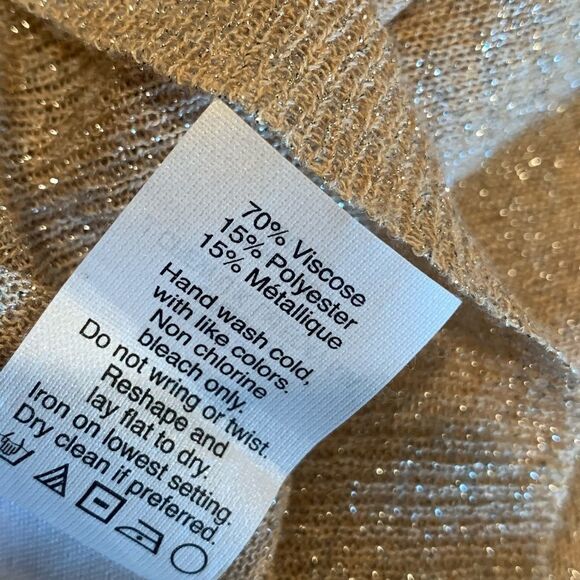 70% Viscose
15% Polyester
15% Métallique
Hand wash cold,
with like colors.
Non chlorine
bleach only.
Do not wring or twist.
Reshape and
lay flat to dry.
Iron on lowest setting.
Dry clean if preferred.